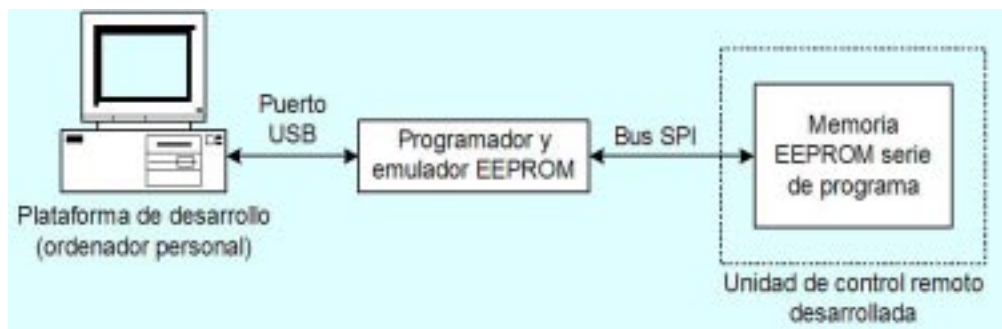 Puerto
USB
Programador y
emulador EEPROM
Bus SPI
Memoria
EEPROM serie
de programa
Plataforma de desarrollo
(ordenador personal)
Unidad de control remoto
desarrollada